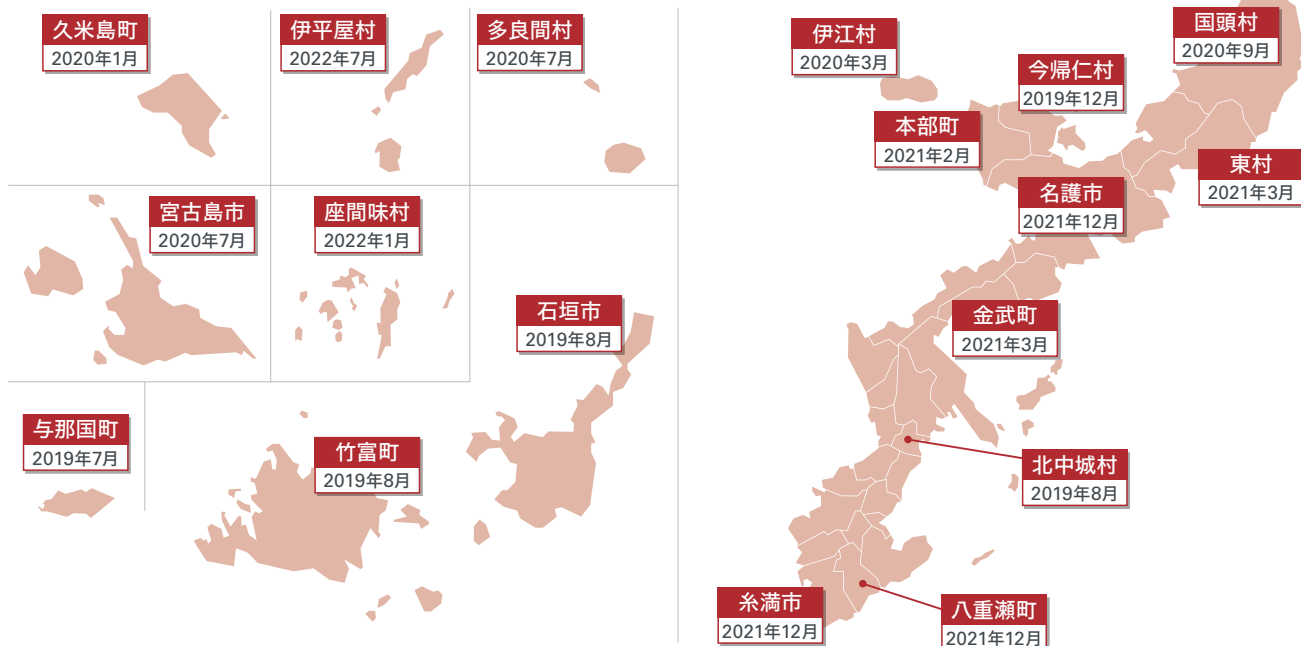 久米島町
2020年1月
伊平屋村
2022年7月
多良間村
2020年7月
宮古島市
2020年7月
座間味村
2022年1月
石垣市
2019年8月
与那国町
2019年7月
竹富町
2019年8月
国頭村
2020年9月
伊江村
2020年3月
今帰仁村
2019年12月
本部町
2021年2月
東村
2021年3月
名護市
2021年12月
金武町
2021年3月
北中城村
2019年8月
糸満市
2021年12月
八重瀬町
2021年12月